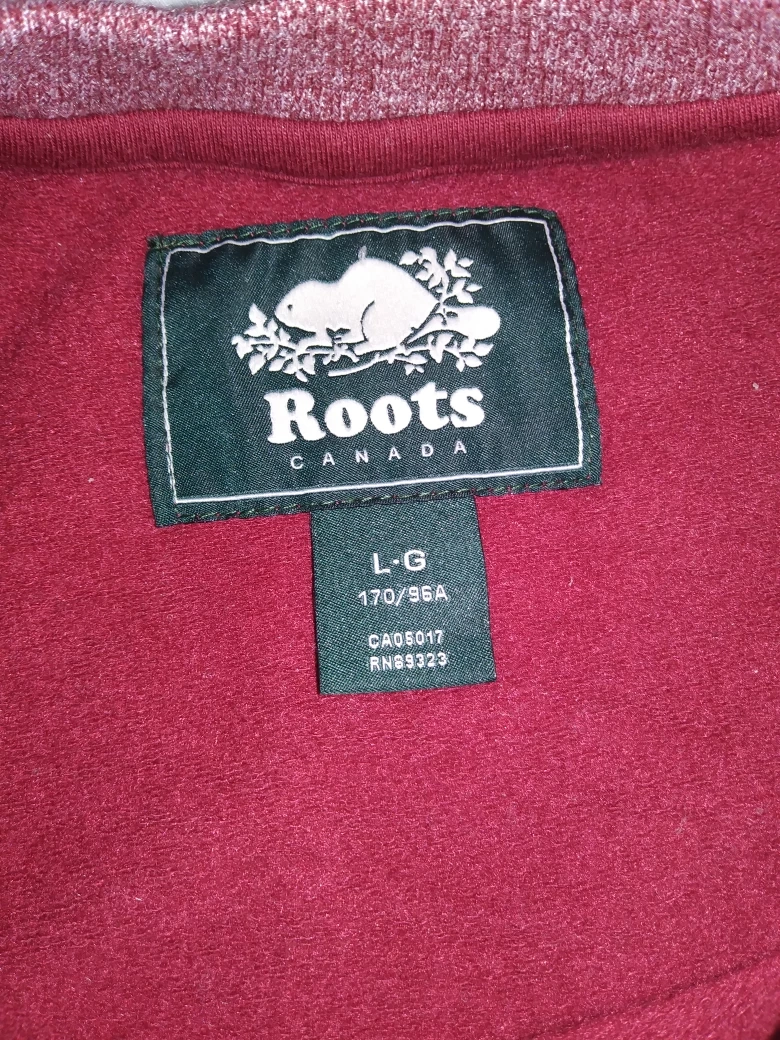 Roots
CANADA
L·G
170/96A
CA05017
RN89323